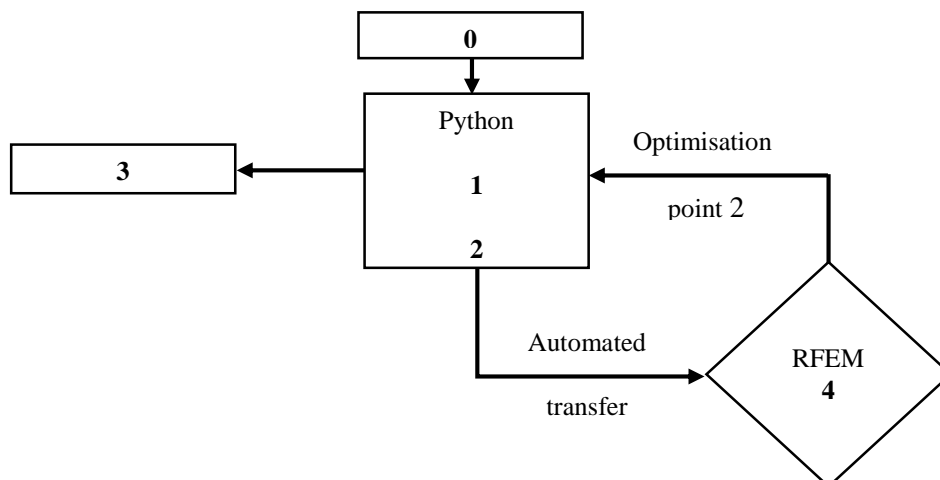 0
Python
1
2
3
Optimisation
point 2
Automated
transfer
RFEM
4